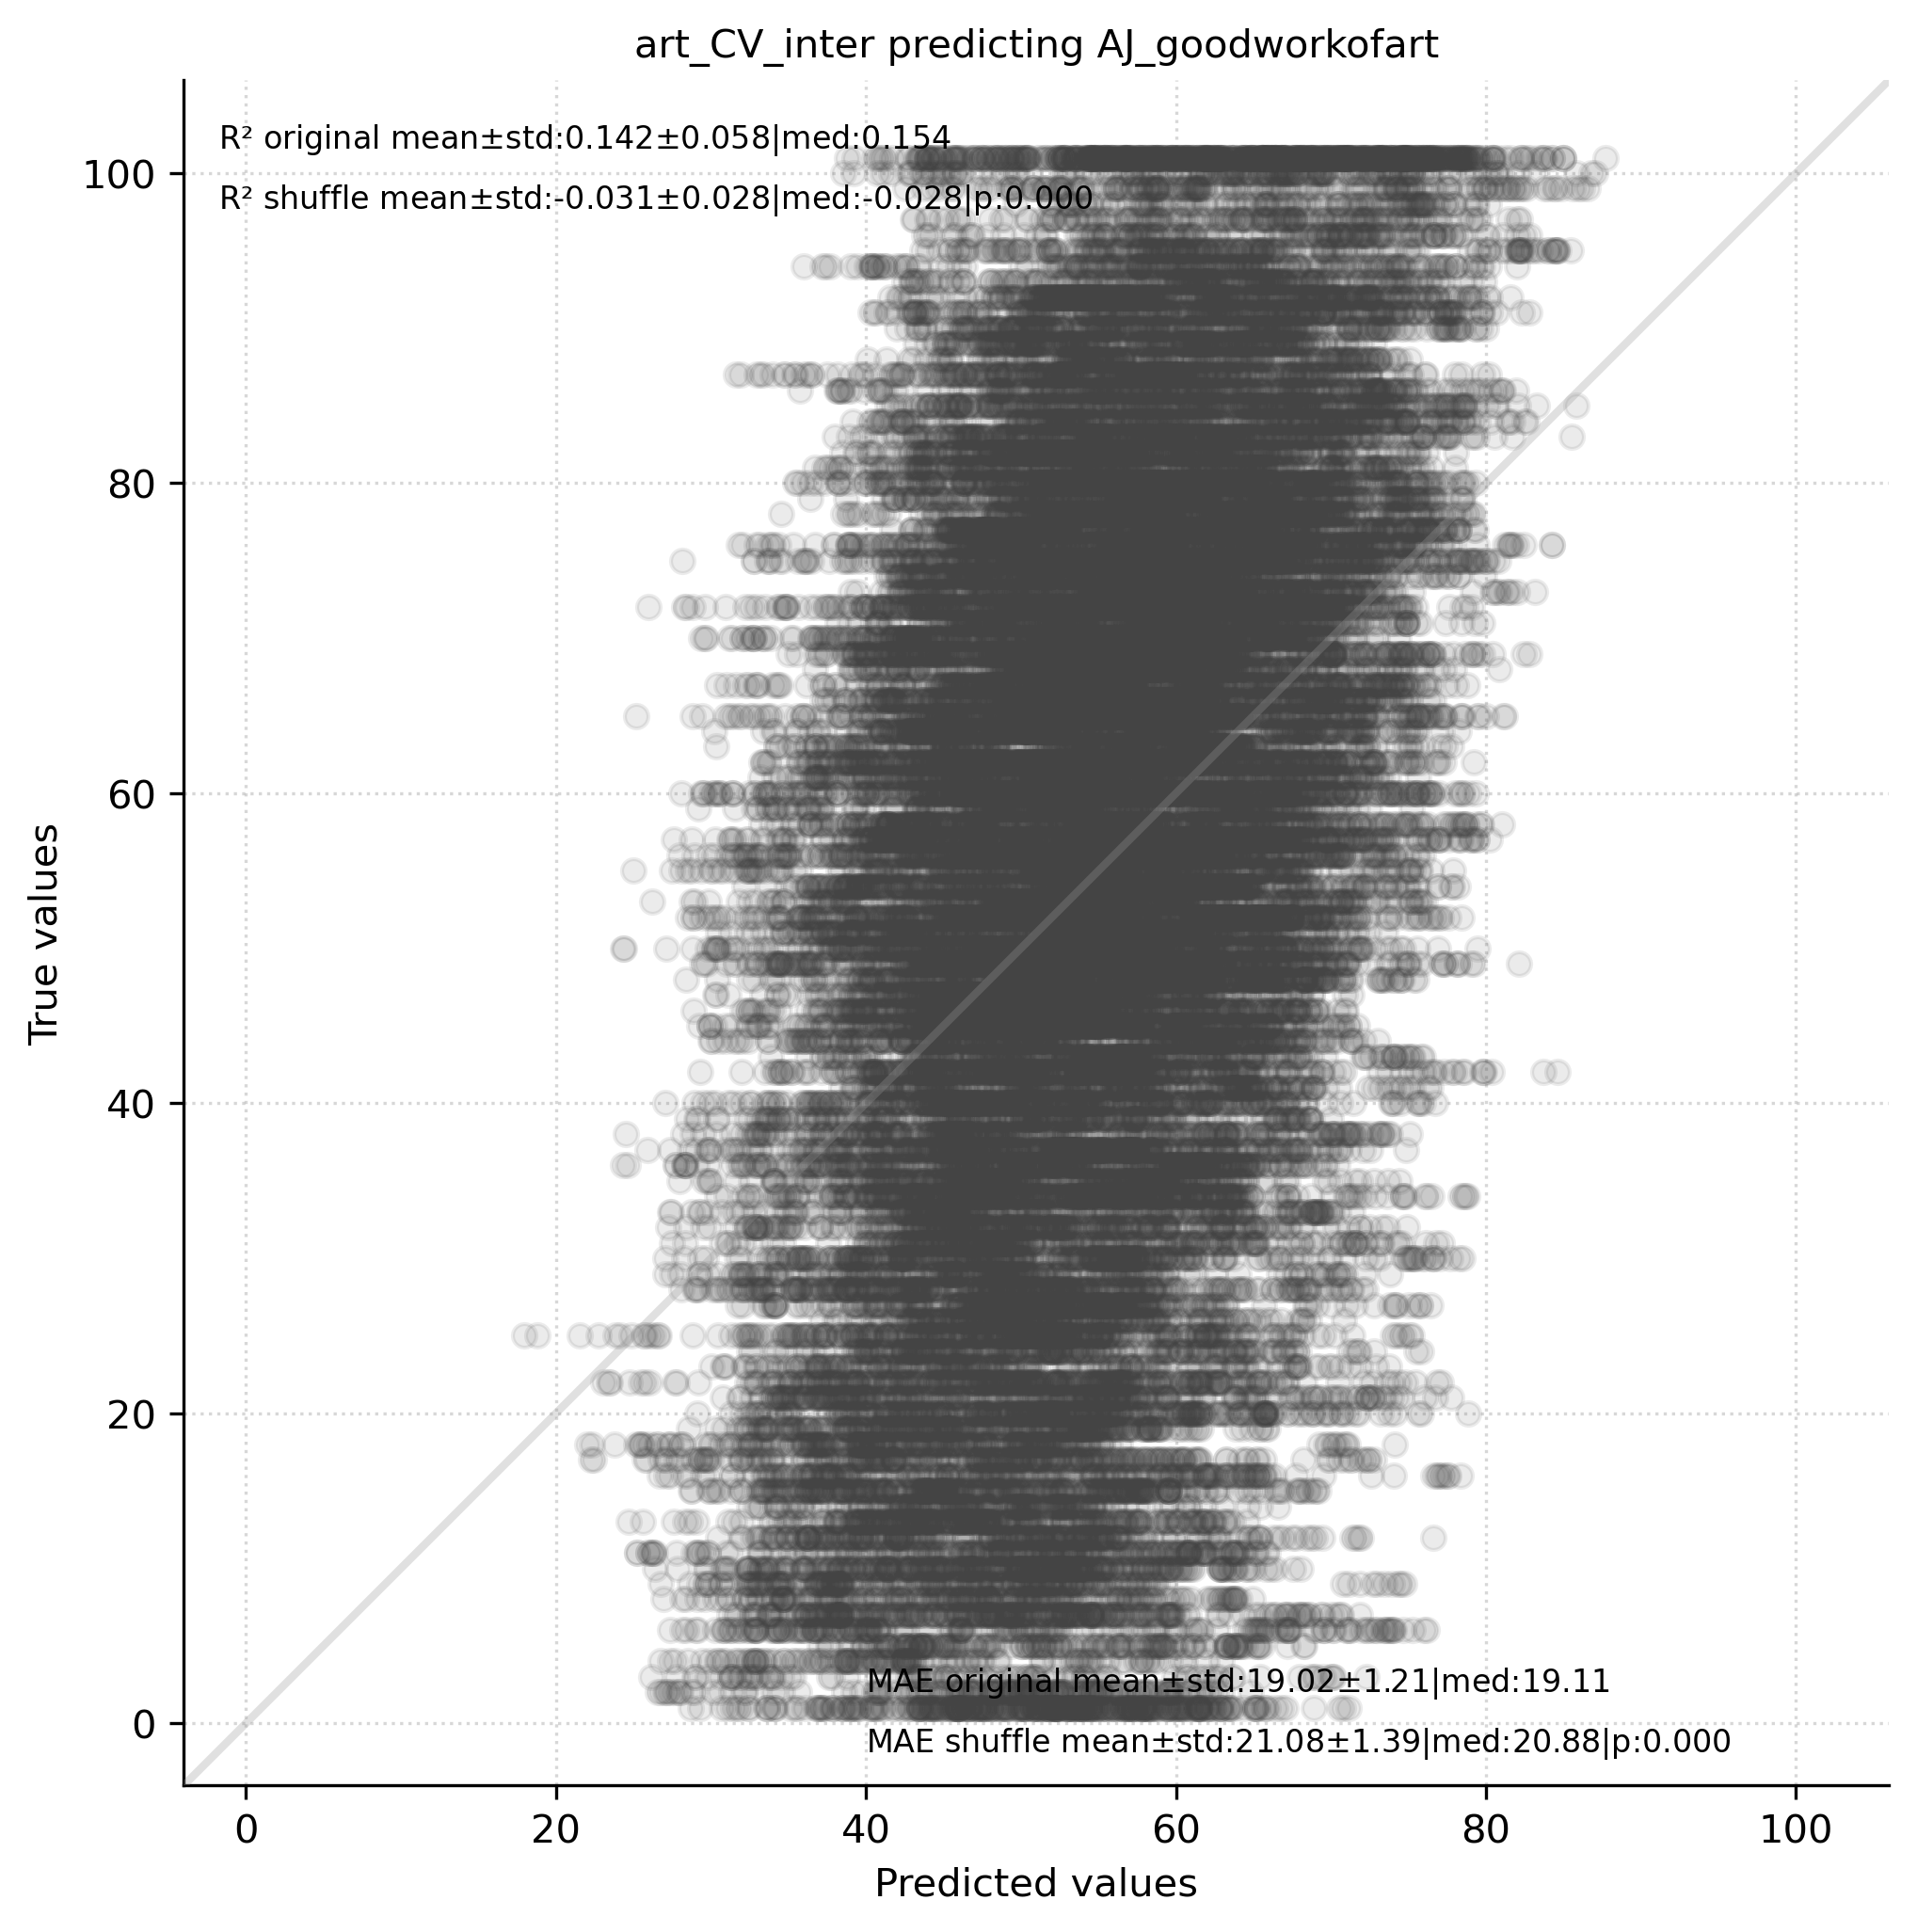 art_CV_inter predicting AJ_goodworkofart
R² original mean±std:0.142±0.058|med:0.154
R² shuffle mean±std:-0.031±0.028|med:-0.028|p:0.000
100
80
60
40
20
0
True values
MAE original mean±std:19.02±1.21|med:19.11
MAE shuffle mean±std:21.08±1.39|med:20.88|p:0.000
0 20 40 60 80 100
Predicted values